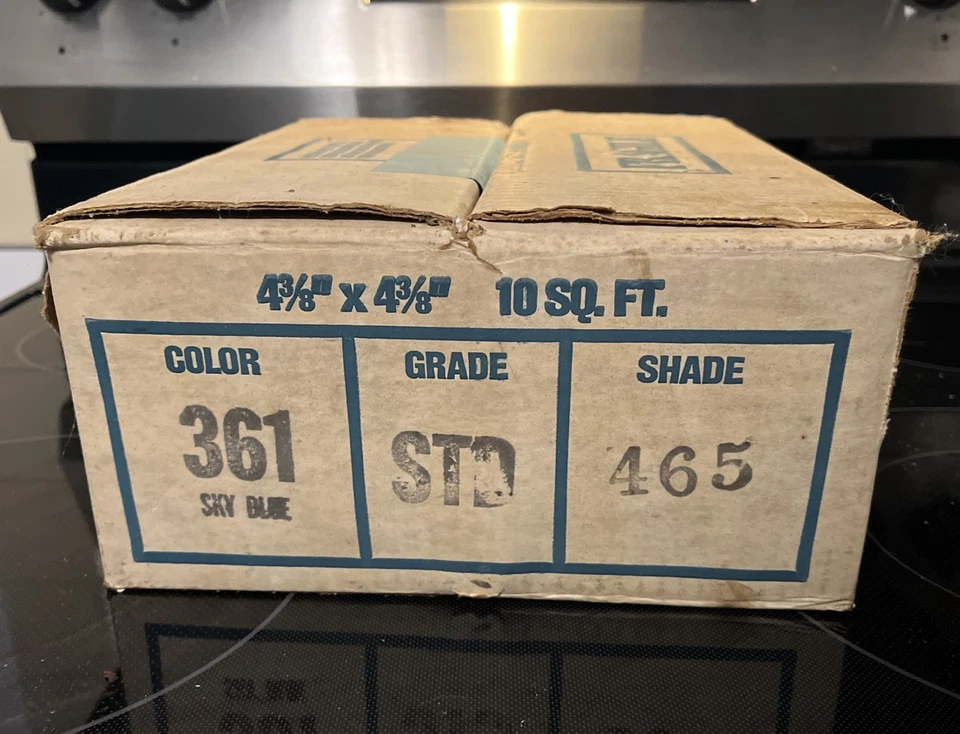 4⅜" x 4⅜" 10 SQ. FT.
COLOR GRADE SHADE
361 STD 465
SKY BLUE